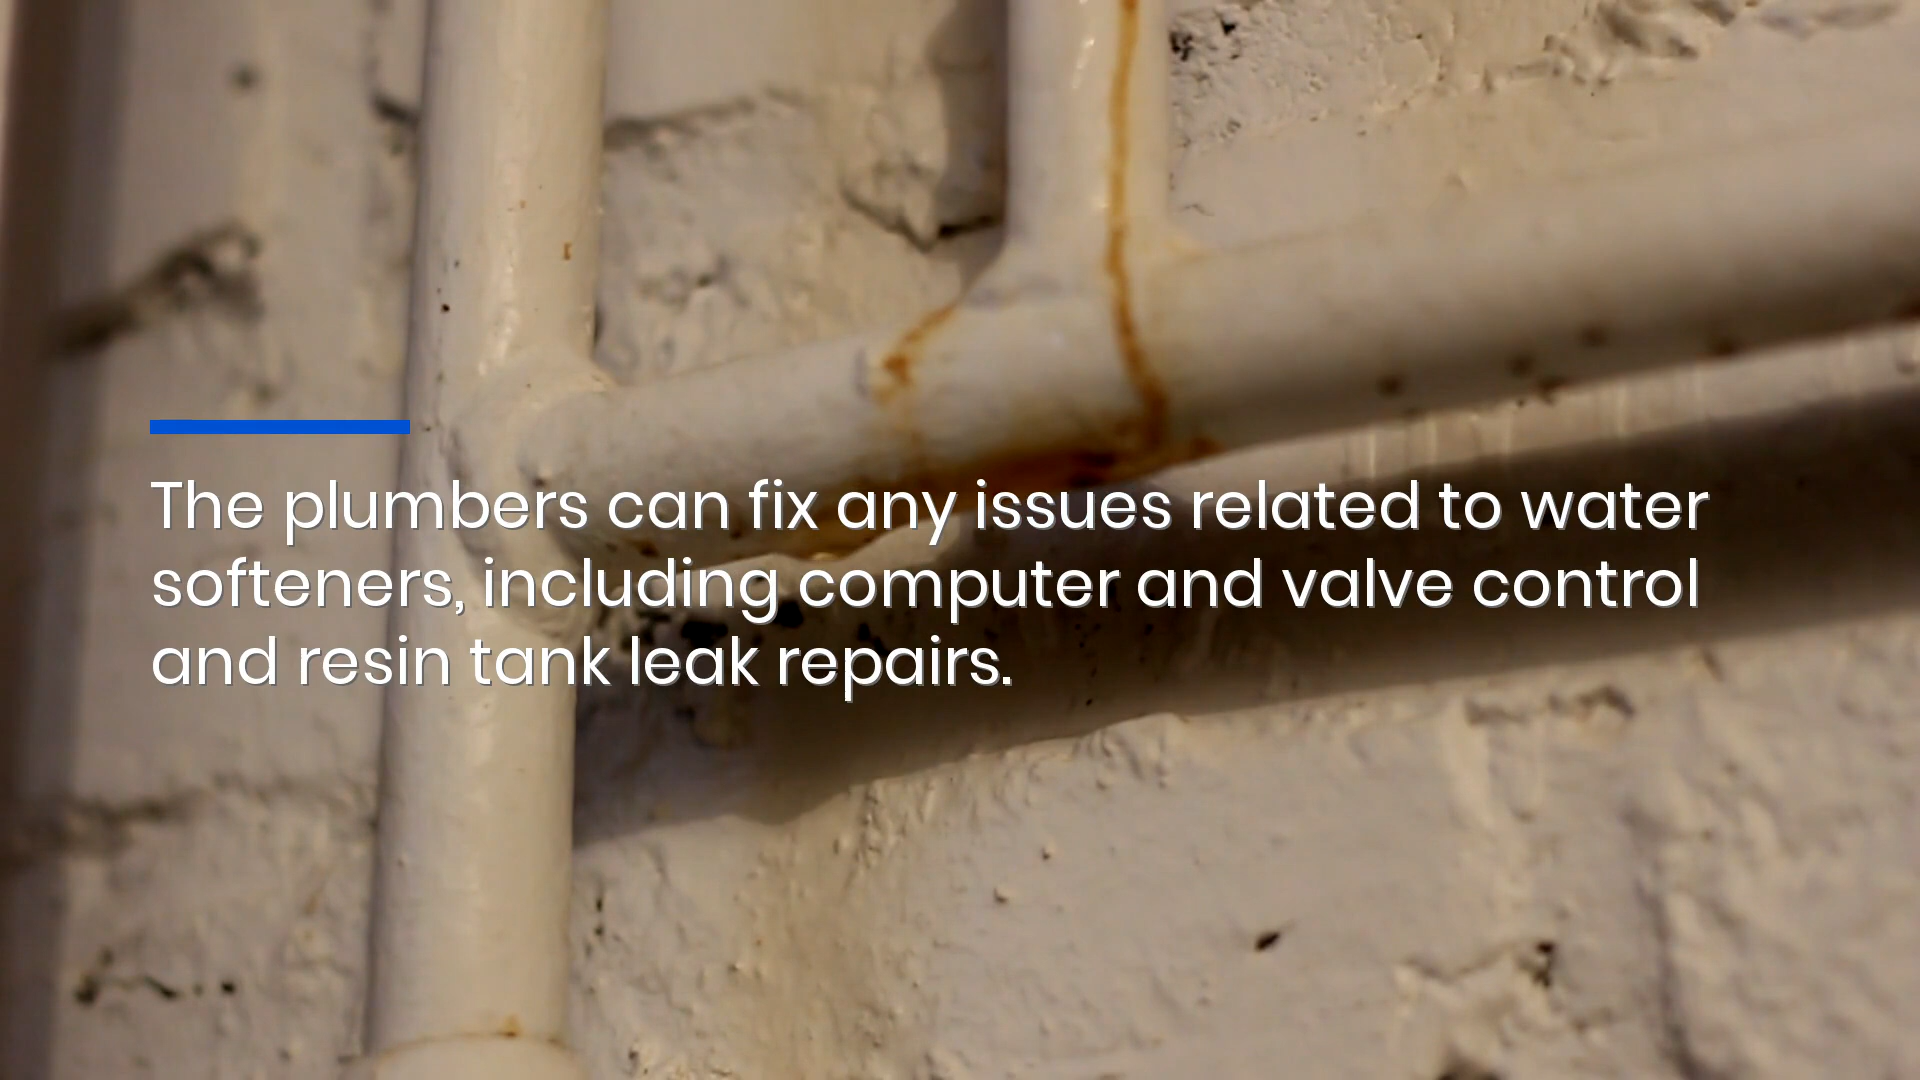 The plumbers can fix any issues related to water
softeners, including computer and valve control
and resin tank leak repairs.